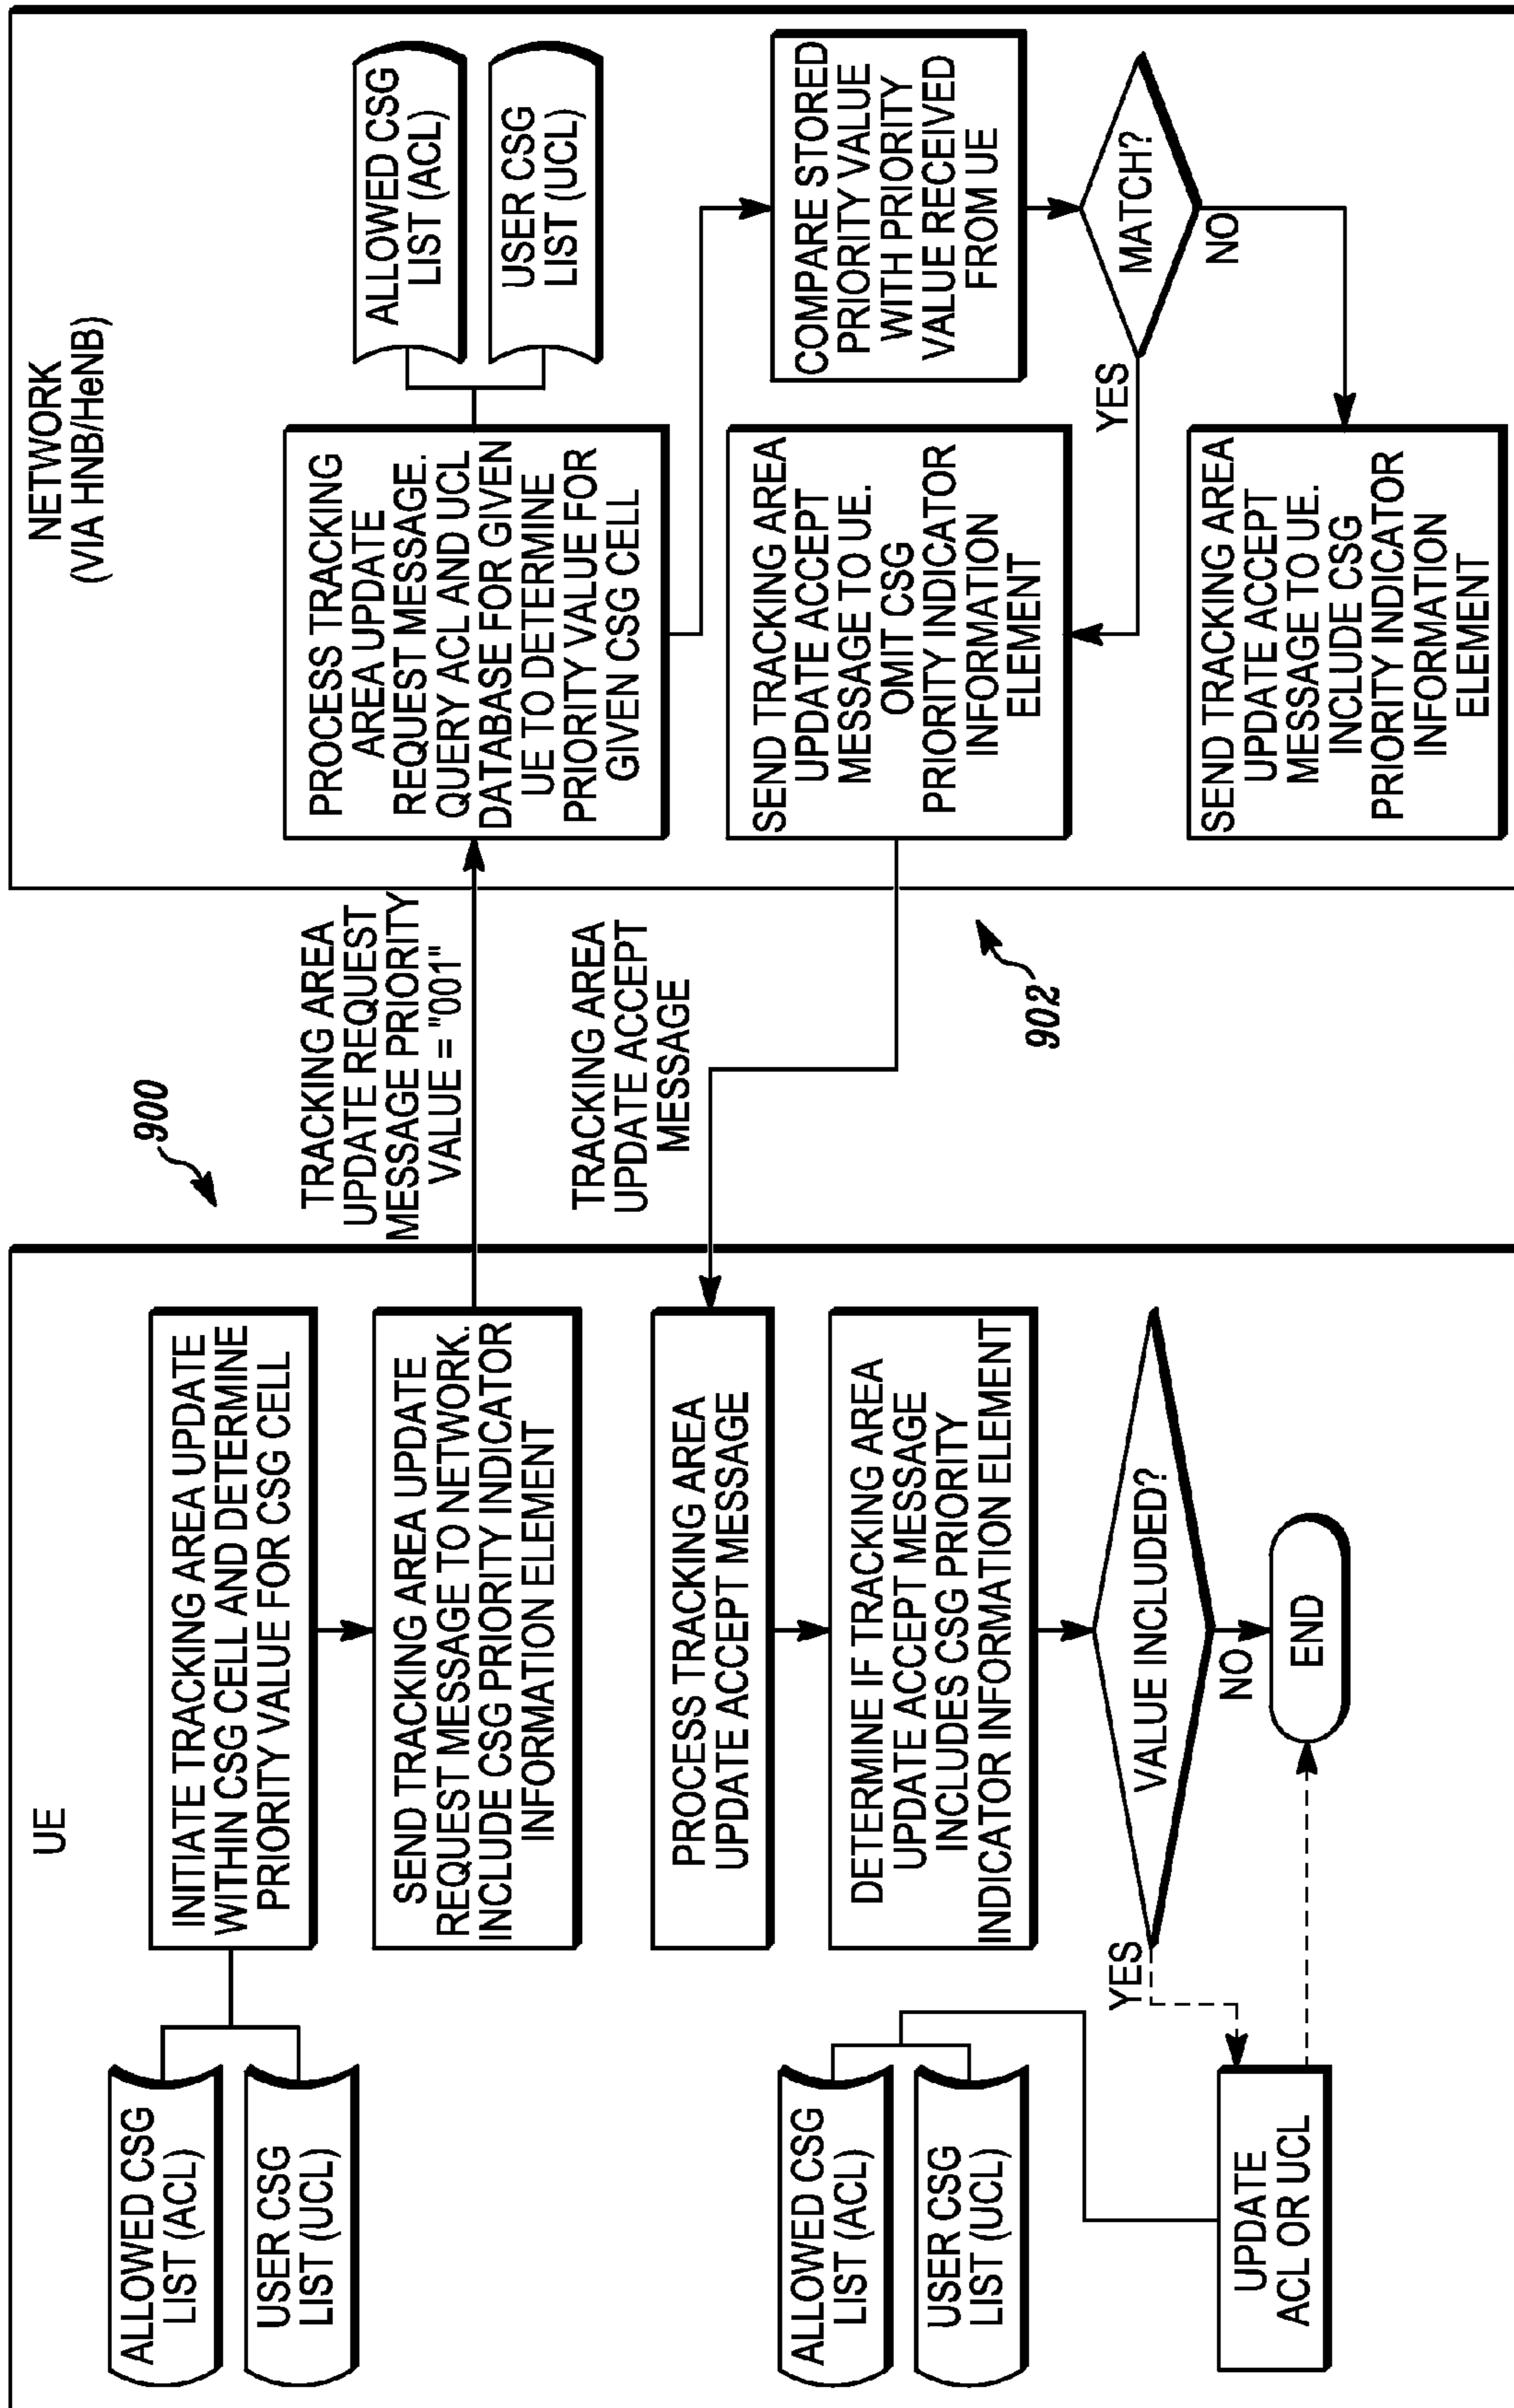 UE
ALLOWED CSG
LIST (ACL)
USER CSG
LIST (UCL)
INITIATE TRACKING AREA UPDATE
WITHIN CSG CELL AND DETERMINE
PRIORITY VALUE FOR CSG CELL
SEND TRACKING AREA UPDATE
REQUEST MESSAGE TO NETWORK.
INCLUDE CSG PRIORITY INDICATOR
INFORMATION ELEMENT
PROCESS TRACKING AREA
UPDATE ACCEPT MESSAGE
DETERMINE IF TRACKING AREA
UPDATE ACCEPT MESSAGE
INCLUDES CSG PRIORITY
INDICATOR INFORMATION ELEMENT
VALUE INCLUDED?
YES
NO
END
ALLOWED CSG
LIST (ACL)
USER CSG
LIST (UCL)
UPDATE
ACL OR UCL
900
TRACKING AREA
UPDATE REQUEST
MESSAGE PRIORITY
VALUE = "001"
TRACKING AREA
UPDATE ACCEPT
MESSAGE
902
NETWORK
(VIA HNB/HeNB)
PROCESS TRACKING
AREA UPDATE
REQUEST MESSAGE.
QUERY ACL AND UCL
DATABASE FOR GIVEN
UE TO DETERMINE
PRIORITY VALUE FOR
GIVEN CSG CELL
ALLOWED CSG
LIST (ACL)
USER CSG
LIST (UCL)
COMPARE STORED
PRIORITY VALUE
WITH PRIORITY
VALUE RECEIVED
FROM UE
MATCH?
YES
NO
SEND TRACKING AREA
UPDATE ACCEPT
MESSAGE TO UE.
OMIT CSG
PRIORITY INDICATOR
INFORMATION
ELEMENT
SEND TRACKING AREA
UPDATE ACCEPT
MESSAGE TO UE.
INCLUDE CSG
PRIORITY INDICATOR
INFORMATION
ELEMENT